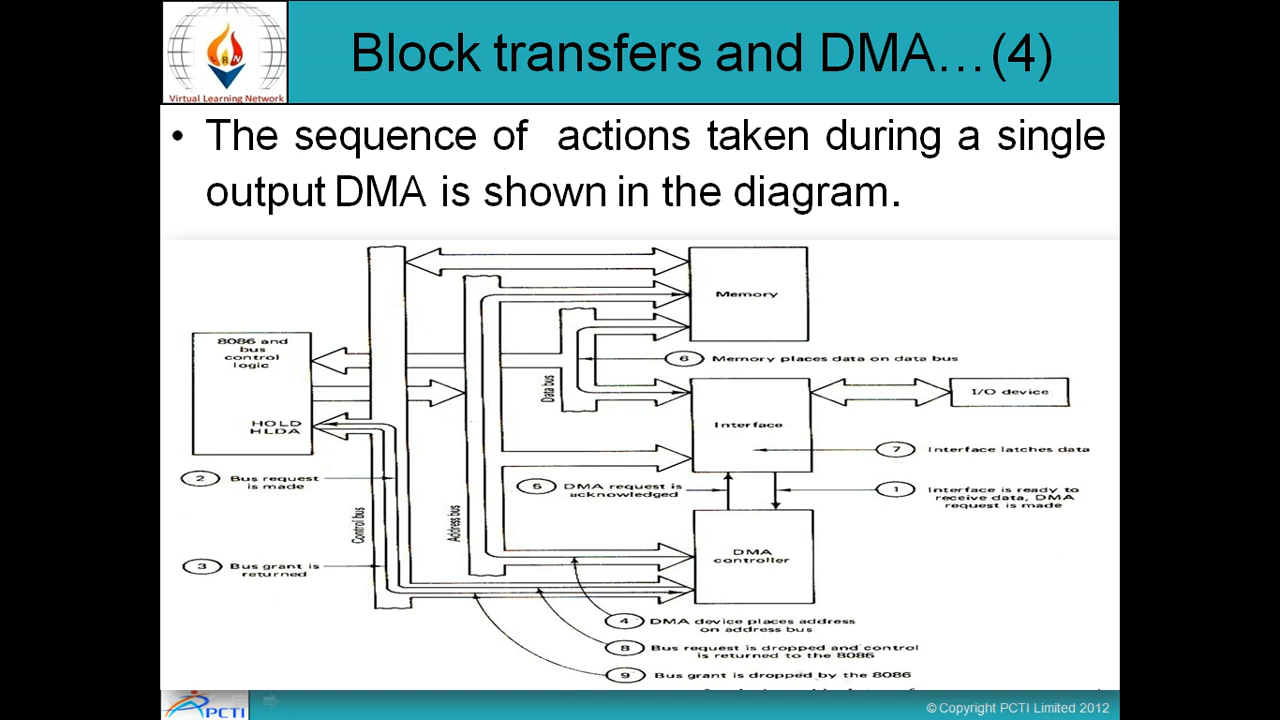 Block transfers and DMA...(4)
LRN
Virtual Learning Network
• The sequence of actions taken during a single
output DMA is shown in the diagram.
Memory
8086 and
bus
control
logic
HOLD
HLDA
6 Memory places data on data bus
Data bus
I/O device
Interface
7 Interface latches data
2 Bus request
is made
5 DMA request is
acknowledged
1 Interface is ready to
receive data, DMA
request is made
Control bus
Address bus
DMA
controller
3 Bus grant is
returned
4 DMA device places address
on address bus
8 Bus request is dropped and control
is returned to the 8086
9 Bus grant is dropped by the 8086
PCTI
© Copyright PCTI Limited 2012